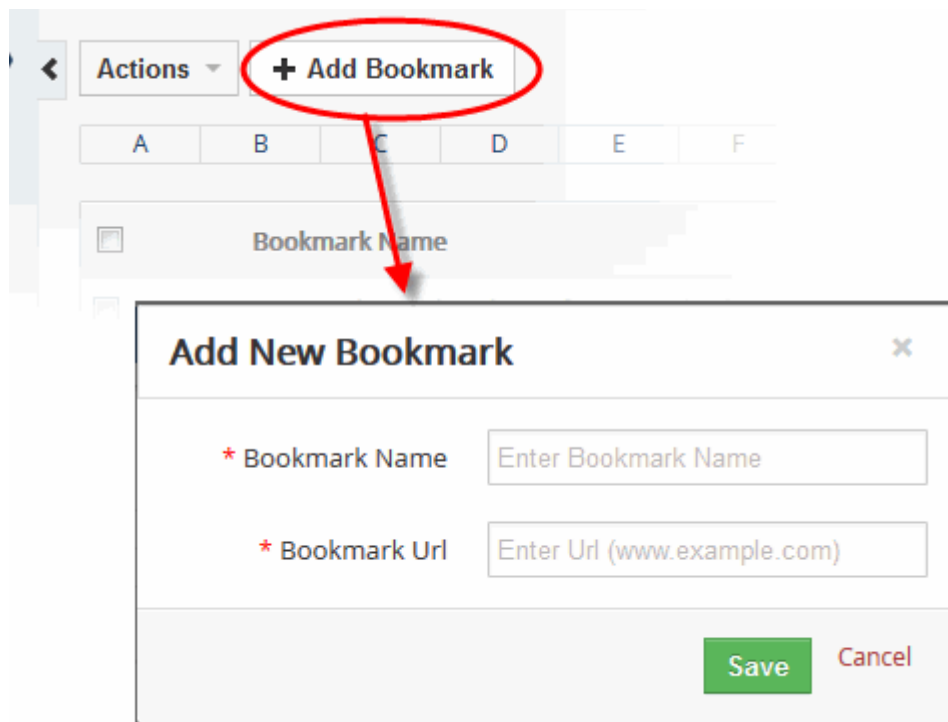 Actions + Add Bookmark
A B C D E F
Bookmark Name
Add New Bookmark ×
* Bookmark Name Enter Bookmark Name
* Bookmark Url Enter Url (www.example.com)
Save Cancel